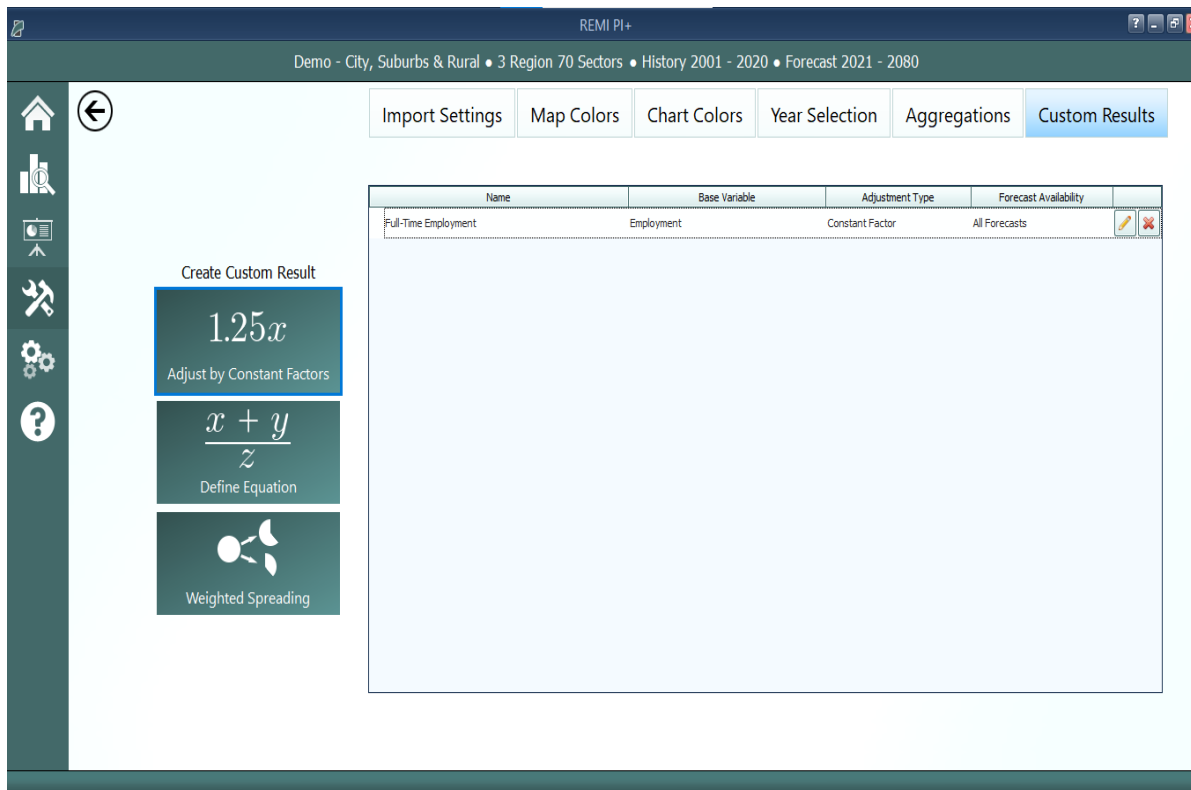 REMI PI+
Demo - City, Suburbs & Rural ● 3 Region 70 Sectors ● History 2001 - 2020 ● Forecast 2021 - 2080
Import Settings Map Colors Chart Colors Year Selection Aggregations Custom Results
Name Base Variable Adjustment Type Forecast Availability
Full-Time Employment Employment Constant Factor All Forecasts
Create Custom Result
1.25x
Adjust by Constant Factors
x + y
z
Define Equation
Weighted Spreading